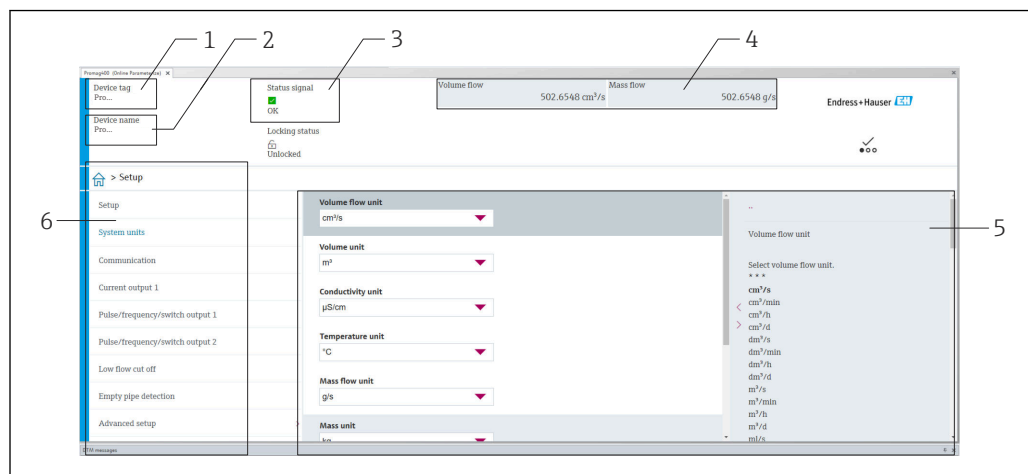 1
2
3
4
Promag400 (Online Parameterize)
Device tag
Pro...
Status signal
OK
Volume flow
502.6548 cm³/s
Mass flow
502.6548 g/s
Endress+Hauser EH
Device name
Pro...
Locking status
Unlocked
> Setup
6
5
Setup
System units
Communication
Current output 1
Pulse/frequency/switch output 1
Pulse/frequency/switch output 2
Low flow cut off
Empty pipe detection
Advanced setup
Volume flow unit
cm³/s
Volume unit
m³
Conductivity unit
µS/cm
Temperature unit
°C
Mass flow unit
g/s
Mass unit
kg
..
Volume flow unit
Select volume flow unit.
* * *
cm³/s
cm³/min
cm³/h
cm³/d
dm³/s
dm³/min
dm³/h
dm³/d
m³/s
m³/min
m³/h
m³/d
ml/s
DTM messages